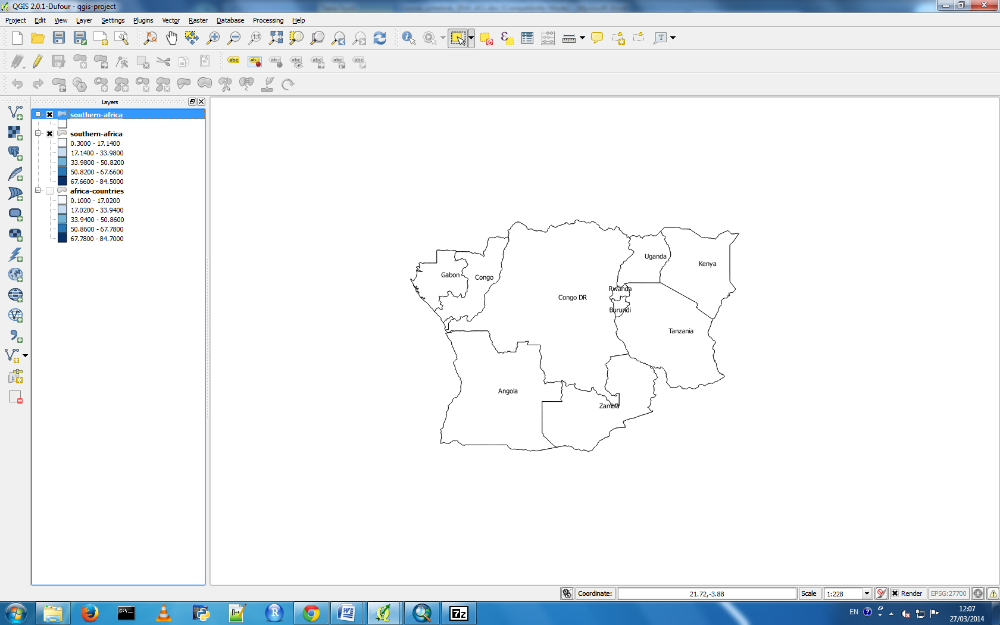 QGIS 2.0.1-Dufour - qgis-project
Project Edit View Layer Settings Plugins Vector Raster Database Processing Help
Layers
southern-africa
southern-africa
0.3000 - 17.1400
17.1400 - 33.9800
33.9800 - 50.8200
50.8200 - 67.6600
67.6600 - 84.5000
africa-countries
0.1000 - 17.0200
17.0200 - 33.9400
33.9400 - 50.8600
50.8600 - 67.7800
67.7800 - 84.7000
Uganda
Kenya
Gabon
Congo
Rwanda
Congo DR
Burundi
Tanzania
Angola
Zambia
Coordinate: 21.72,-3.88 Scale 1:228 Render EPSG:27700
EN 12:07
27/03/2014